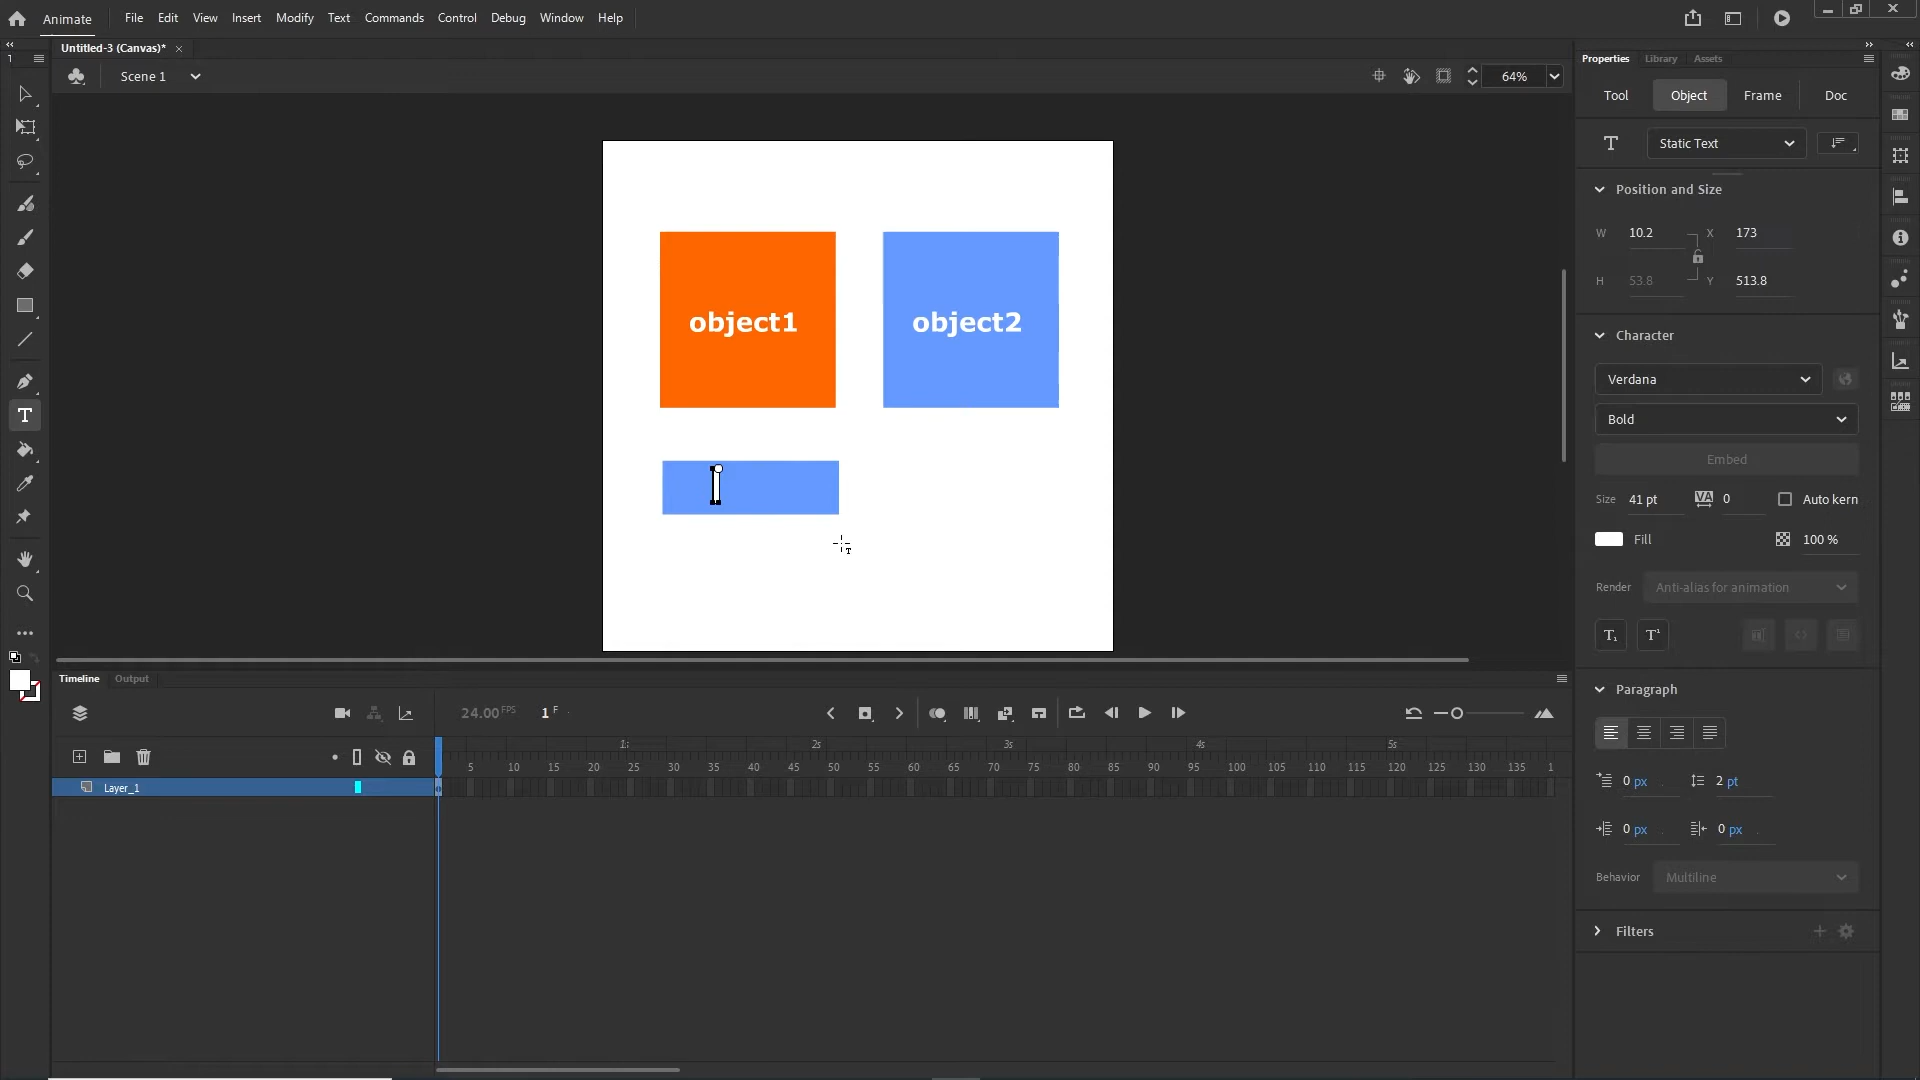 Animate File Edit View Insert Modify Text Commands Control Debug Window Help
Untitled-3 (Canvas)*
Scene 1
64%
Properties Library Assets
Tool Object Frame Doc
Static Text
Position and Size
W 10.2 X 173
H 53.8 Y 513.8
Character
Verdana
Bold
Embed
Size 41 pt VA 0 Auto kern
Fill 100 %
Render Anti-alias for animation
T₁ T¹
Paragraph
0 px 2 pt
0 px 0 px
Behavior Multiline
Filters
object1 object2
Timeline Output
24.00 FPS 1 F
1s 2s 3s 4s 5s
5 10 15 20 25 30 35 40 45 50 55 60 65 70 75 80 85 90 95 100 105 110 115 120 125 130 135 1
Layer_1